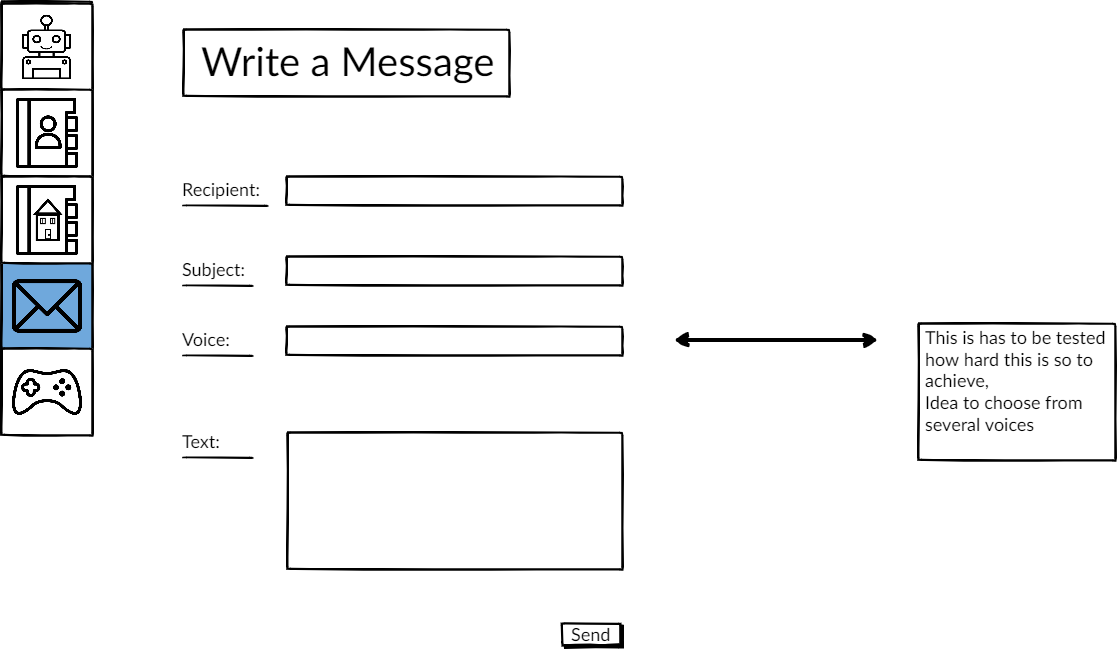 Write a Message
Recipient:
Subject:
Voice:
This is has to be tested
how hard this is so to
achieve,
Idea to choose from
several voices
Text:
Send